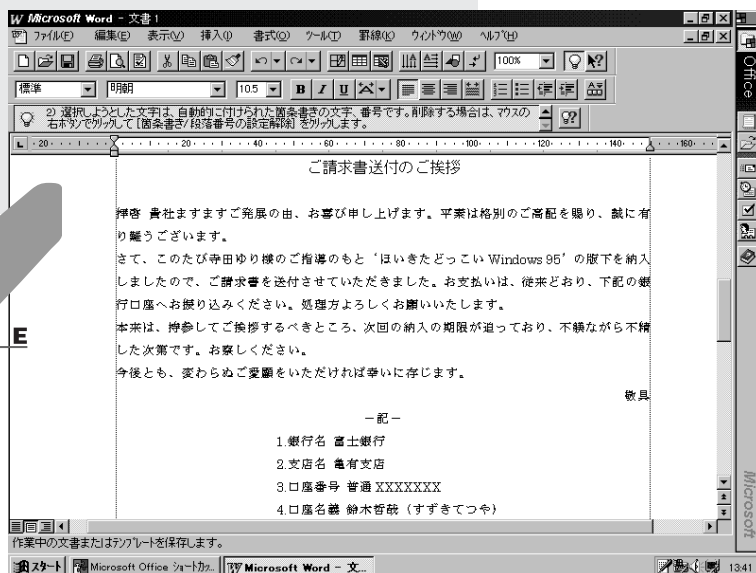 Microsoft Word - 文書 1
ファイル(F) 編集(E) 表示(V) 挿入(I) 書式(O) ツール(T) 罫線(K) ウィンドウ(W) ヘルプ(H)
100%
標準 明朝 10.5 B I U
2) 選択しようとした文字は、自動的に付けられた箇条書きの文字、番号です。削除する場合は、マウスの
右ボタンでクリックして [箇条書き/段落番号の設定解除] をクリックします。
20 20 40 60 80 100 120 140 160
ご請求書送付のご挨拶
拝啓 貴社ますますご発展の由、お喜び申し上げます。平素は格別のご高配を賜り、誠に有
り難うございます。
さて、このたび寺田ゆり様のご指導のもと‘はいきたどっこい Windows 95’の版下を納入
しましたので、ご請求書を送付させていただきました。お支払いは、従来どおり、下記の銀
行口座へお振り込みください。処理方よろしくお願いいたします。
本来は、持参してご挨拶するべきところ、次回の納入の期限が迫っており、不躾ながら不精
した次第です。お察しください。
今後とも、変わらぬご愛顧をいただければ幸いに存じます。
敬具
－記－
1.銀行名 富士銀行
2.支店名 亀有支店
3.口座番号 普通 XXXXXXX
4.口座名義 鈴木哲哉（すずきてつや）
作業中の文書またはテンプレートを保存します。
スタート Microsoft Office ショートカッ.. Microsoft Word - 文... 13:41
Office
Microsoft
E